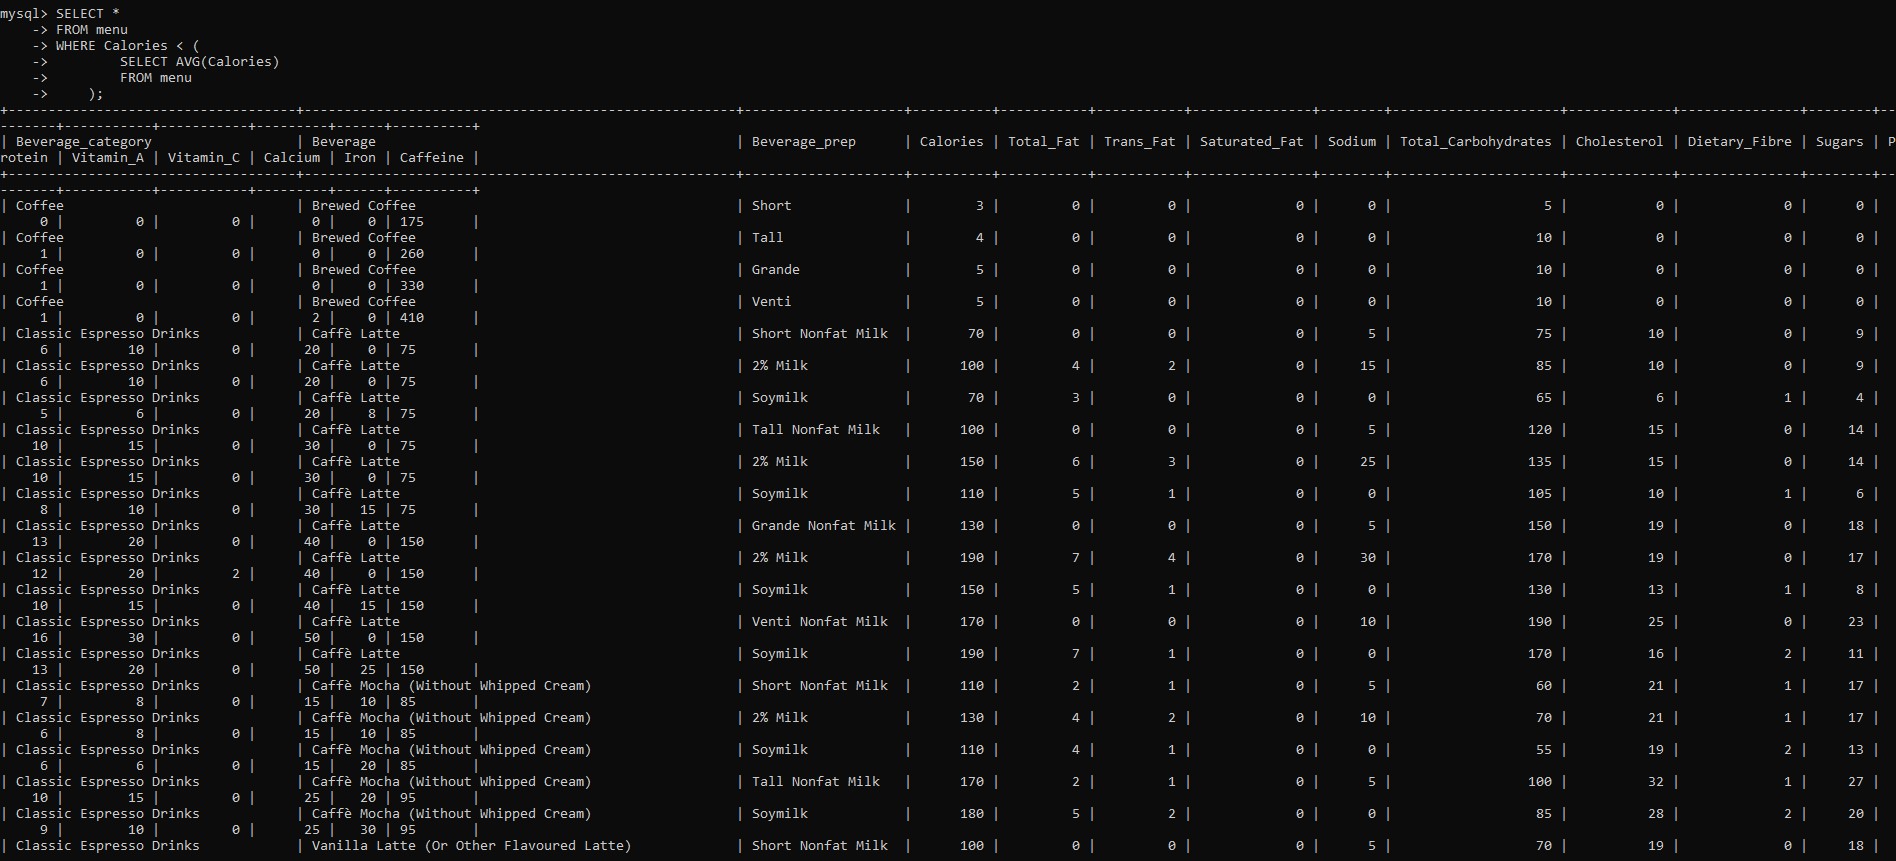 mysql> SELECT *
    -> FROM menu
    -> WHERE Calories < (
    ->         SELECT AVG(Calories)
    ->         FROM menu
    ->     );
+------------------------------------+------------------------------------------------------+--------------------+----------+-----------+-----------+---------------+--------+---------------------+-------------+---------------+--------+--
-------+-----------+-----------+---------+------+----------+
| Beverage_category | Beverage | Beverage_prep | Calories | Total_Fat | Trans_Fat | Saturated_Fat | Sodium | Total_Carbohydrates | Cholesterol | Dietary_Fibre | Sugars | P
rotein | Vitamin_A | Vitamin_C | Calcium | Iron | Caffeine |
+------------------------------------+------------------------------------------------------+--------------------+----------+-----------+-----------+---------------+--------+---------------------+-------------+---------------+--------+--
-------+-----------+-----------+---------+------+----------+
| Coffee | Brewed Coffee | Short | 3 | 0 | 0 | 0 | 0 | 5 | 0 | 0 | 0 |
0 | 0 | 0 | 0 | 0 | 175 |
| Coffee | Brewed Coffee | Tall | 4 | 0 | 0 | 0 | 0 | 10 | 0 | 0 | 0 |
1 | 0 | 0 | 0 | 0 | 260 |
| Coffee | Brewed Coffee | Grande | 5 | 0 | 0 | 0 | 0 | 10 | 0 | 0 | 0 |
1 | 0 | 0 | 0 | 0 | 330 |
| Coffee | Brewed Coffee | Venti | 5 | 0 | 0 | 0 | 0 | 10 | 0 | 0 | 0 |
1 | 0 | 0 | 2 | 0 | 410 |
| Classic Espresso Drinks | Caffè Latte | Short Nonfat Milk | 70 | 0 | 0 | 0 | 5 | 75 | 10 | 0 | 9 |
6 | 10 | 0 | 20 | 0 | 75 |
| Classic Espresso Drinks | Caffè Latte | 2% Milk | 100 | 4 | 2 | 0 | 15 | 85 | 10 | 0 | 9 |
6 | 10 | 0 | 20 | 0 | 75 |
| Classic Espresso Drinks | Caffè Latte | Soymilk | 70 | 3 | 0 | 0 | 0 | 65 | 6 | 1 | 4 |
5 | 6 | 0 | 20 | 8 | 75 |
| Classic Espresso Drinks | Caffè Latte | Tall Nonfat Milk | 100 | 0 | 0 | 0 | 5 | 120 | 15 | 0 | 14 |
10 | 15 | 0 | 30 | 0 | 75 |
| Classic Espresso Drinks | Caffè Latte | 2% Milk | 150 | 6 | 3 | 0 | 25 | 135 | 15 | 0 | 14 |
10 | 15 | 0 | 30 | 0 | 75 |
| Classic Espresso Drinks | Caffè Latte | Soymilk | 110 | 5 | 1 | 0 | 0 | 105 | 10 | 1 | 6 |
8 | 10 | 0 | 30 | 15 | 75 |
| Classic Espresso Drinks | Caffè Latte | Grande Nonfat Milk | 130 | 0 | 0 | 0 | 5 | 150 | 19 | 0 | 18 |
13 | 20 | 0 | 40 | 0 | 150 |
| Classic Espresso Drinks | Caffè Latte | 2% Milk | 190 | 7 | 4 | 0 | 30 | 170 | 19 | 0 | 17 |
12 | 20 | 2 | 40 | 0 | 150 |
| Classic Espresso Drinks | Caffè Latte | Soymilk | 150 | 5 | 1 | 0 | 0 | 130 | 13 | 1 | 8 |
10 | 15 | 0 | 40 | 15 | 150 |
| Classic Espresso Drinks | Caffè Latte | Venti Nonfat Milk | 170 | 0 | 0 | 0 | 10 | 190 | 25 | 0 | 23 |
16 | 30 | 0 | 50 | 0 | 150 |
| Classic Espresso Drinks | Caffè Latte | Soymilk | 190 | 7 | 1 | 0 | 0 | 170 | 16 | 2 | 11 |
13 | 20 | 0 | 50 | 25 | 150 |
| Classic Espresso Drinks | Caffè Mocha (Without Whipped Cream) | Short Nonfat Milk | 110 | 2 | 1 | 0 | 5 | 60 | 21 | 1 | 17 |
7 | 8 | 0 | 15 | 10 | 85 |
| Classic Espresso Drinks | Caffè Mocha (Without Whipped Cream) | 2% Milk | 130 | 4 | 2 | 0 | 10 | 70 | 21 | 1 | 17 |
6 | 8 | 0 | 15 | 10 | 85 |
| Classic Espresso Drinks | Caffè Mocha (Without Whipped Cream) | Soymilk | 110 | 4 | 1 | 0 | 0 | 55 | 19 | 2 | 13 |
6 | 6 | 0 | 15 | 20 | 85 |
| Classic Espresso Drinks | Caffè Mocha (Without Whipped Cream) | Tall Nonfat Milk | 170 | 2 | 1 | 0 | 5 | 100 | 32 | 1 | 27 |
10 | 15 | 0 | 25 | 20 | 95 |
| Classic Espresso Drinks | Caffè Mocha (Without Whipped Cream) | Soymilk | 180 | 5 | 2 | 0 | 0 | 85 | 28 | 2 | 20 |
9 | 10 | 0 | 25 | 30 | 95 |
| Classic Espresso Drinks | Vanilla Latte (Or Other Flavoured Latte) | Short Nonfat Milk | 100 | 0 | 0 | 0 | 5 | 70 | 19 | 0 | 18 |